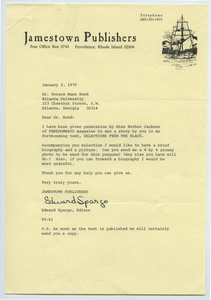 Jamestown Publishers
Post Office Box 6743 Providence, Rhode Island 02904
Telephone
January 2, 1970
Dr. Horace Mann Bond
Atlanta University
223 Chestnut Street, S.W.
Atlanta, Georgia 30314
Dear Dr. Bond:
I have been given permission by Miss Esther Jackson
of FREEDOMWAYS magazine to use a story by you in my
forthcoming text, SELECTIONS FROM THE BLACK.
Accompanying you selection I would like to have a brief
biography and a picture. Can you send me a 4 by 6 glossy
photo to be used for this purpose? (Any size you have will
do.) Also, if you can forward a biography I would be
most grateful.
Thank you for any help you can give us.
Very truly yours,
JAMESTOWN PUBLISHERS
Edward Spargo
Edward Spargo, Editor
P.S. As soon as the text is published we will certainly
send you a copy.